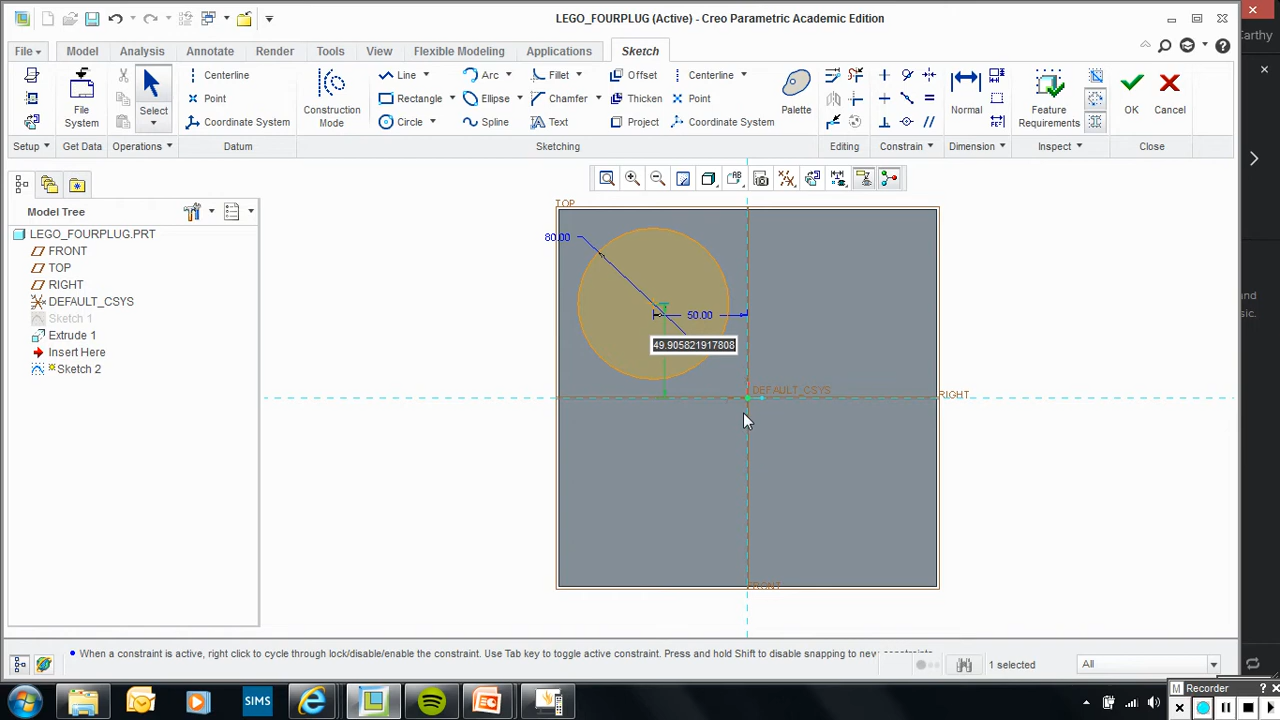 LEGO_FOURPLUG (Active) - Creo Parametric Academic Edition
File Model Analysis Annotate Render Tools View Flexible Modeling Applications Sketch
Centerline Line Arc Fillet Offset Centerline
Point Rectangle Ellipse Chamfer Thicken Point
Coordinate System Circle Spline Text Project Coordinate System
File System Select Construction Mode Palette Normal Feature Requirements OK Cancel
Setup Get Data Operations Datum Sketching Editing Constrain Dimension Inspect Close
Model Tree
LEGO_FOURPLUG.PRT
FRONT
TOP
RIGHT
DEFAULT_CSYS
Sketch 1
Extrude 1
Insert Here
Sketch 2
TOP
80.00
50.00
49.905821917808
DEFAULT_CSYS
RIGHT
FRONT
When a constraint is active, right click to cycle through lock/disable/enable the constraint. Use Tab key to toggle active constraint. Press and hold Shift to disable snapping to new constraints.
1 selected
All
SIMS
Recorder
Carthy
and
sic.